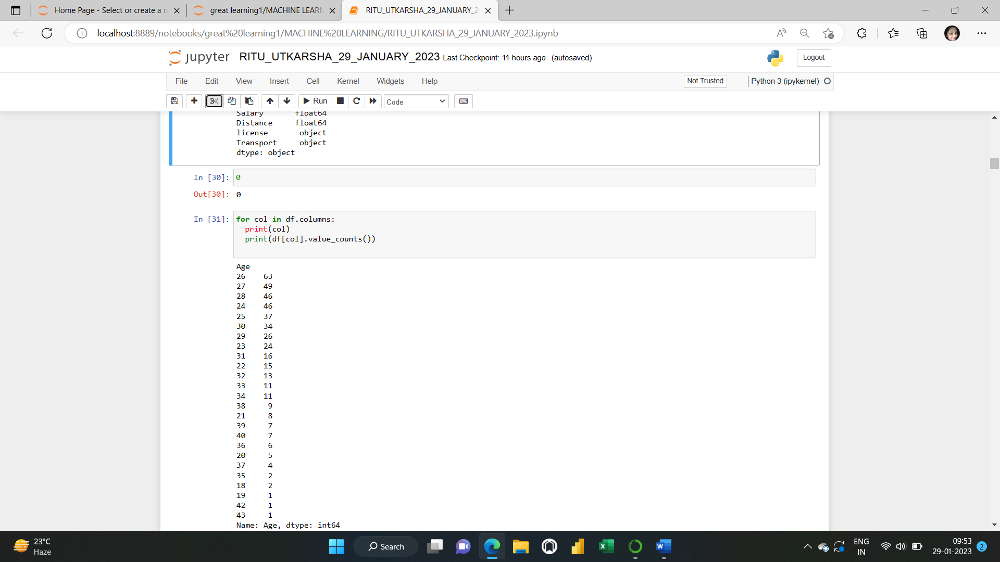 Home Page - Select or create a n
great learning1/MACHINE LEARN
RITU_UTKARSHA_29_JANUARY_2
localhost:8889/notebooks/great%20learning1/MACHINE%20LEARNING/RITU_UTKARSHA_29_JANUARY_2023.ipynb
jupyter RITU_UTKARSHA_29_JANUARY_2023 Last Checkpoint: 11 hours ago (autosaved)
Logout
File Edit View Insert Cell Kernel Widgets Help
Not Trusted
Python 3 (ipykernel)
Run
Code
Salary float64
Distance float64
license object
Transport object
dtype: object
In [30]: 0
Out[30]: 0
In [31]: for col in df.columns:
print(col)
print(df[col].value_counts())
Age
26 63
27 49
28 46
24 46
25 37
30 34
29 26
23 24
31 16
22 15
32 13
33 11
34 11
38 9
21 8
39 7
40 7
36 6
20 5
37 4
35 2
18 2
19 1
42 1
43 1
Name: Age, dtype: int64
23°C
Haze
Search
ENG
IN
09:53
29-01-2023
2